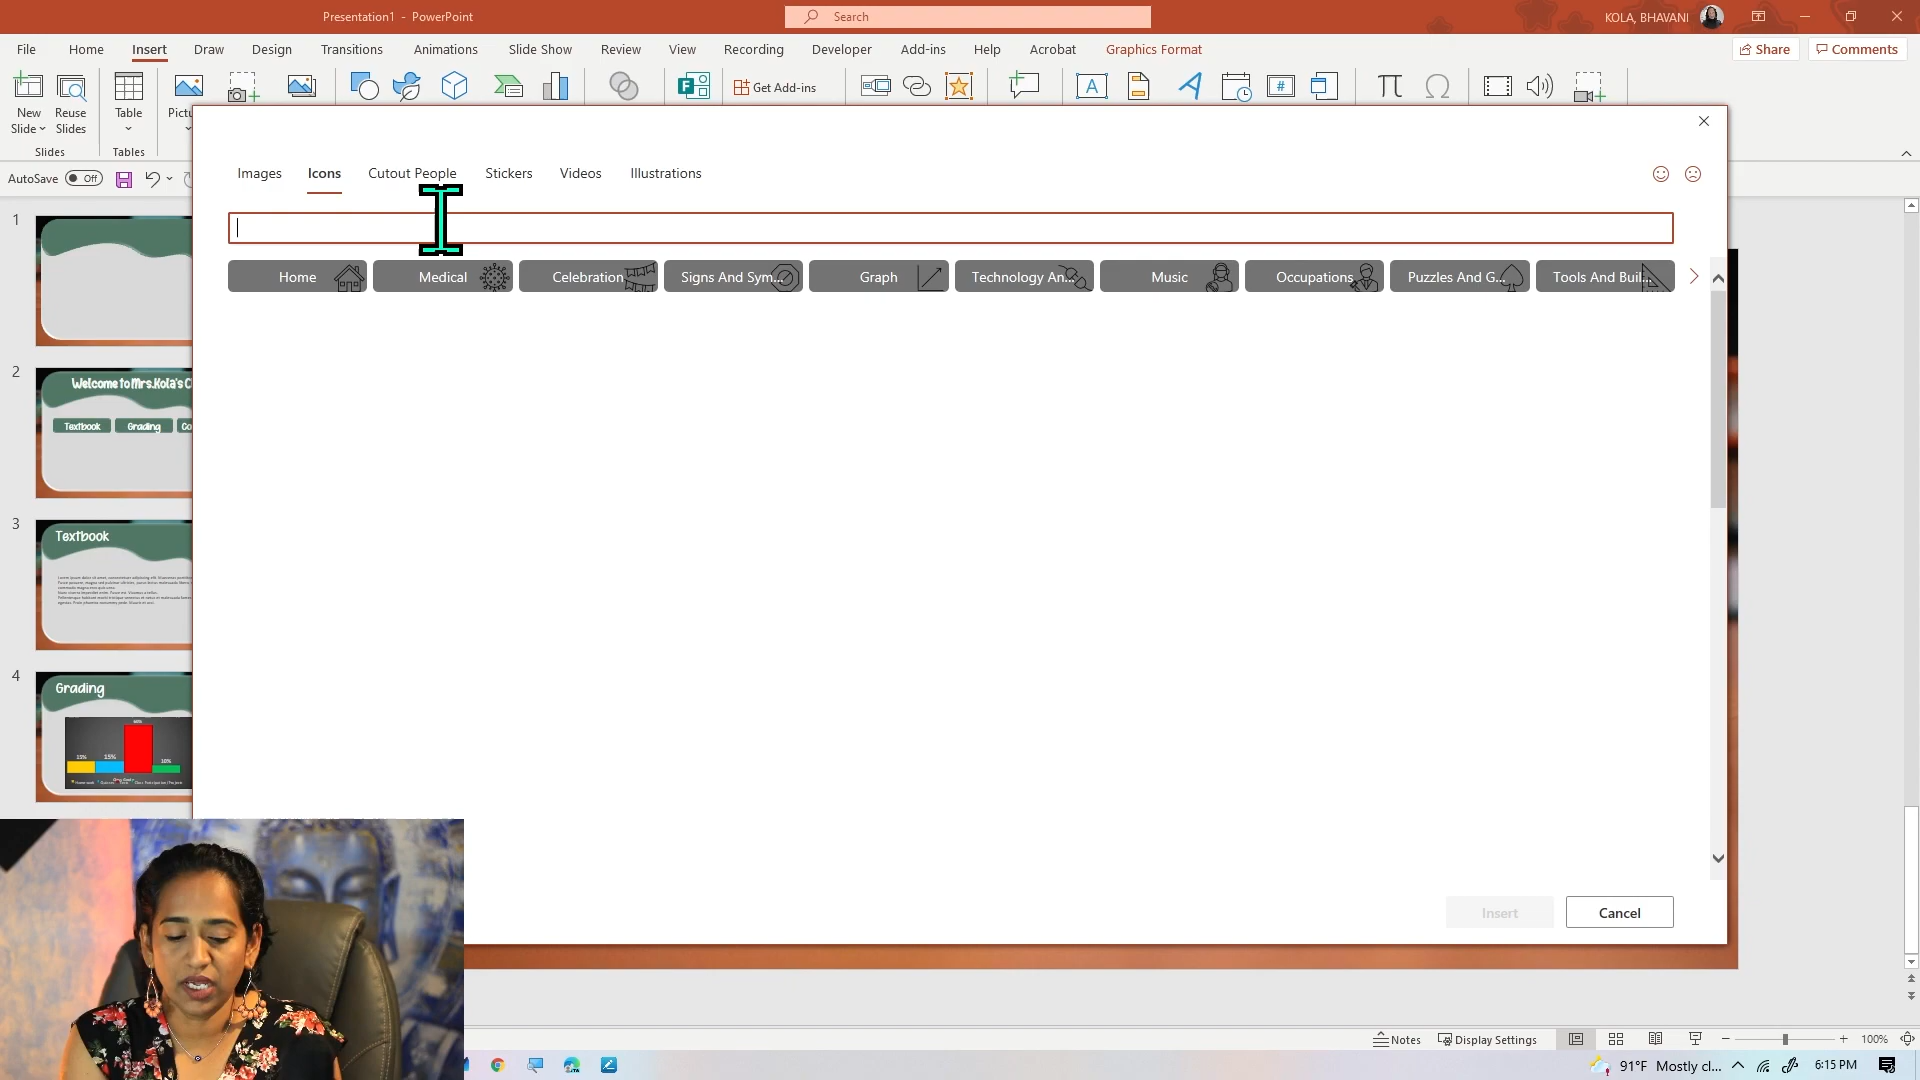 Presentation1 - PowerPoint
Search
KOLA, BHAVANI
File Home Insert Draw Design Transitions Animations Slide Show Review View Recording Developer Add-ins Help Acrobat Graphics Format
Share
Comments
New Slide
Reuse Slides
Table
Get Add-ins
Slides
Tables
AutoSave Off
Images Icons Cutout People Stickers Videos Illustrations
Home Medical Celebration Signs And Sym... Graph Technology An... Music Occupations Puzzles And G... Tools And Buil...
1
2
Welcome to Mrs.Kola's C
Textbook Grading Co
3
Textbook
4
Grading
15% 15% 10%
Insert
Cancel
Notes
Display Settings
100%
91°F Mostly cl...
6:15 PM